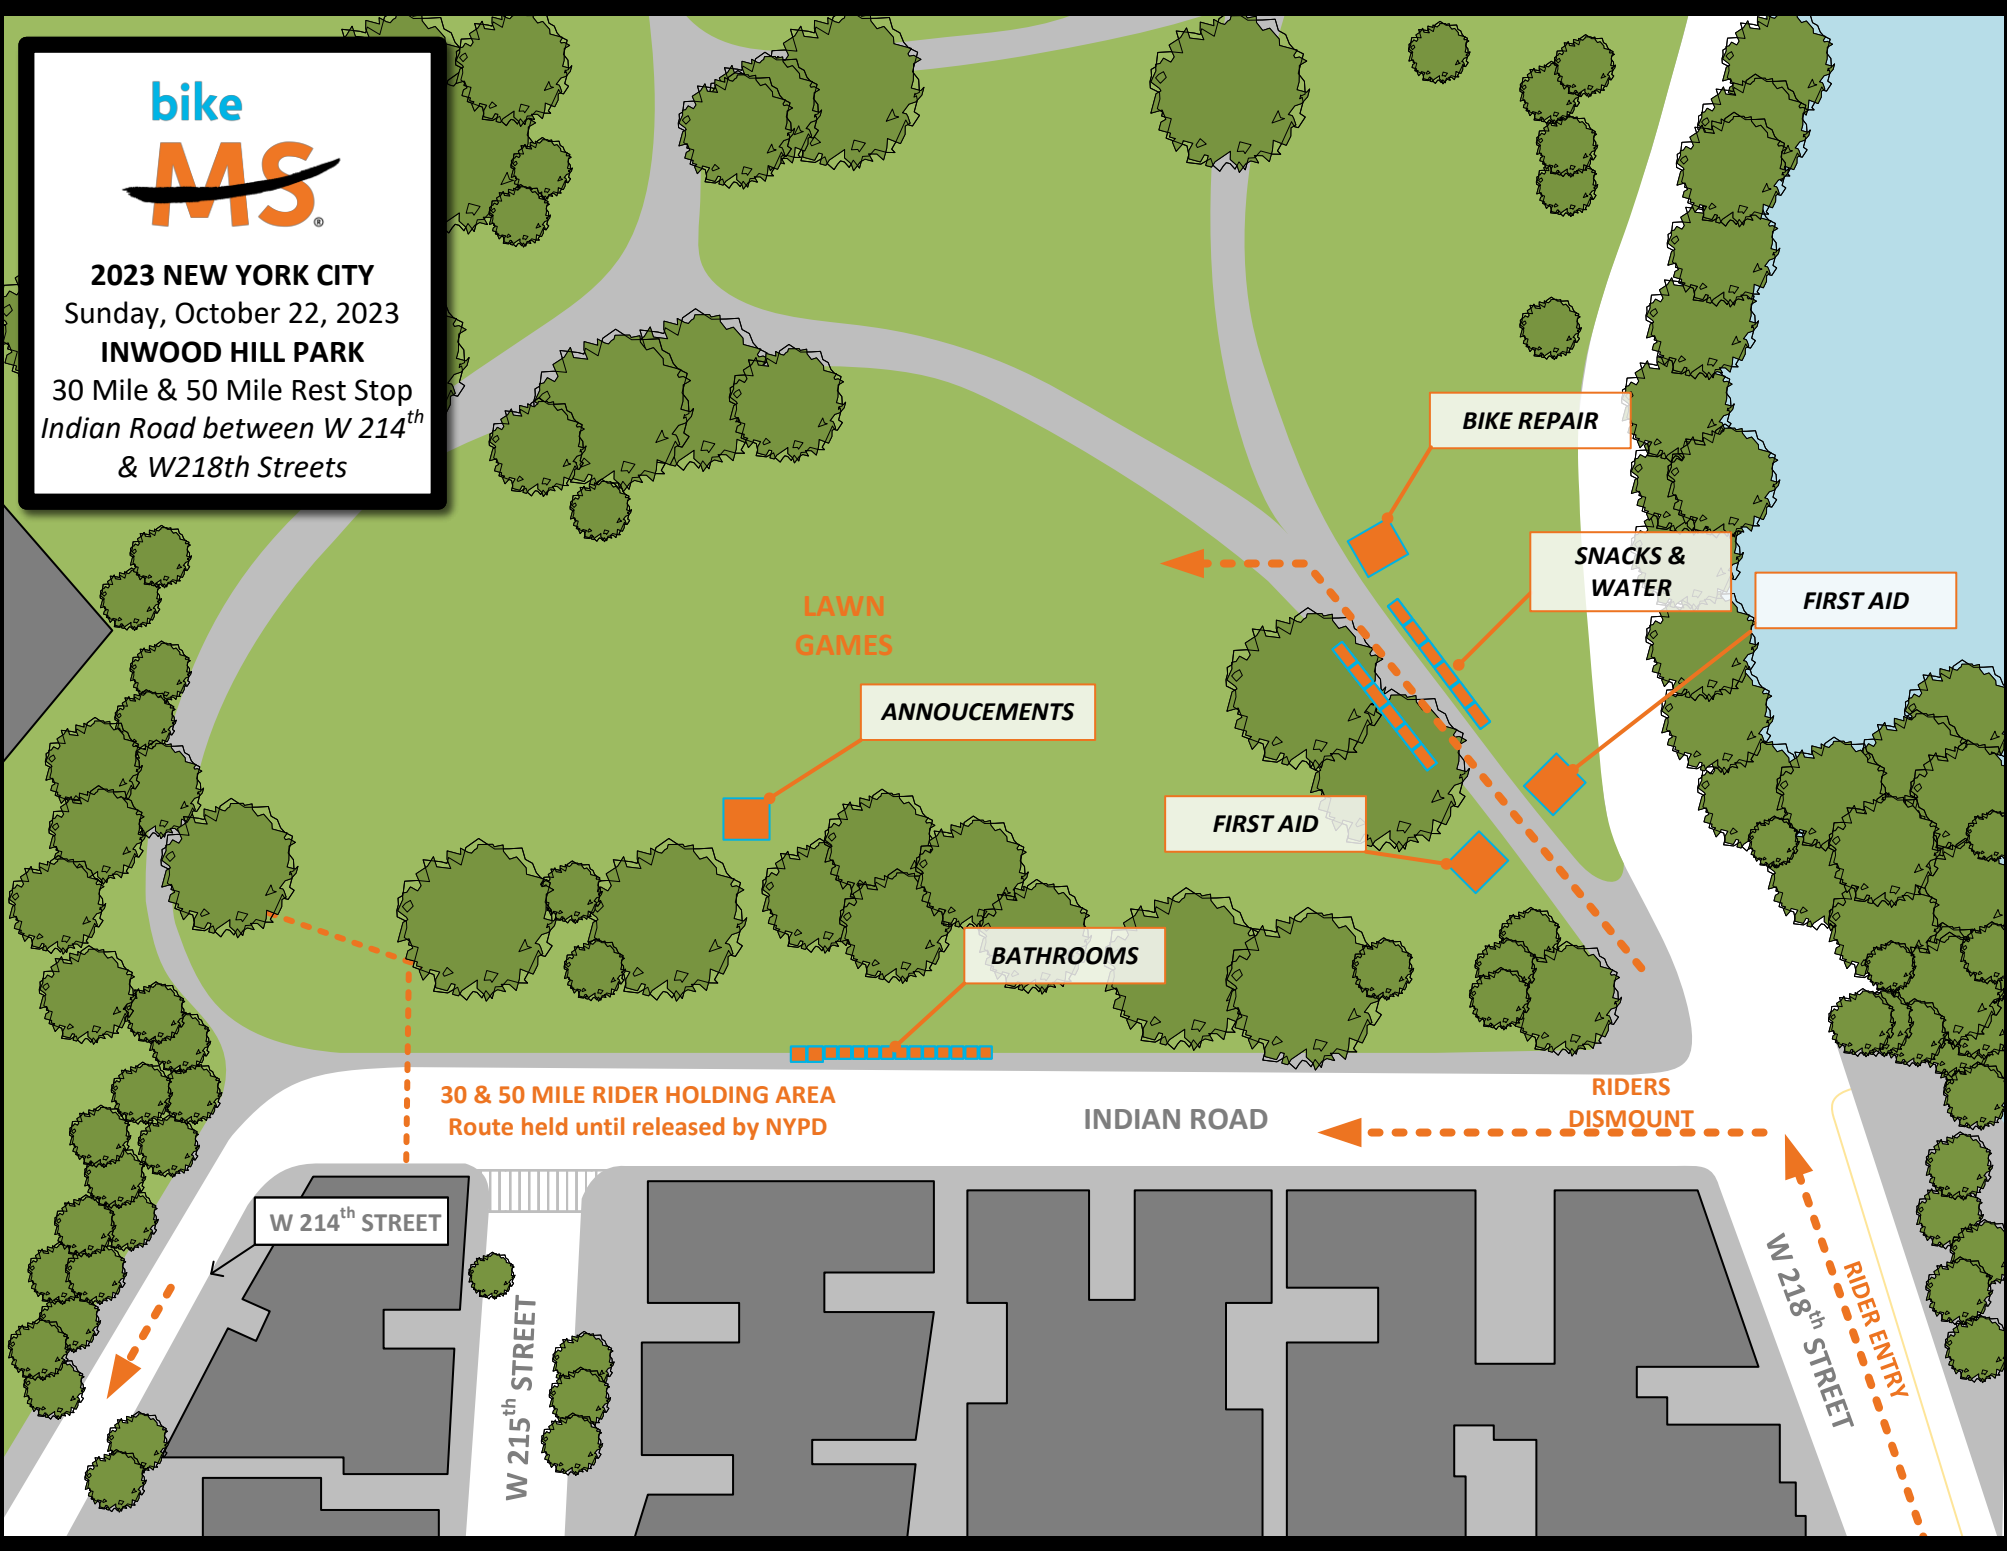 bike
MS®
2023 NEW YORK CITY
Sunday, October 22, 2023
INWOOD HILL PARK
30 Mile & 50 Mile Rest Stop
Indian Road between W 214th
& W218th Streets
BIKE REPAIR
SNACKS &
WATER
FIRST AID
LAWN
GAMES
ANNOUCEMENTS
FIRST AID
BATHROOMS
30 & 50 MILE RIDER HOLDING AREA
Route held until released by NYPD
INDIAN ROAD
RIDERS
DISMOUNT
W 214th STREET
W 215th STREET
W 218th STREET
RIDER ENTRY